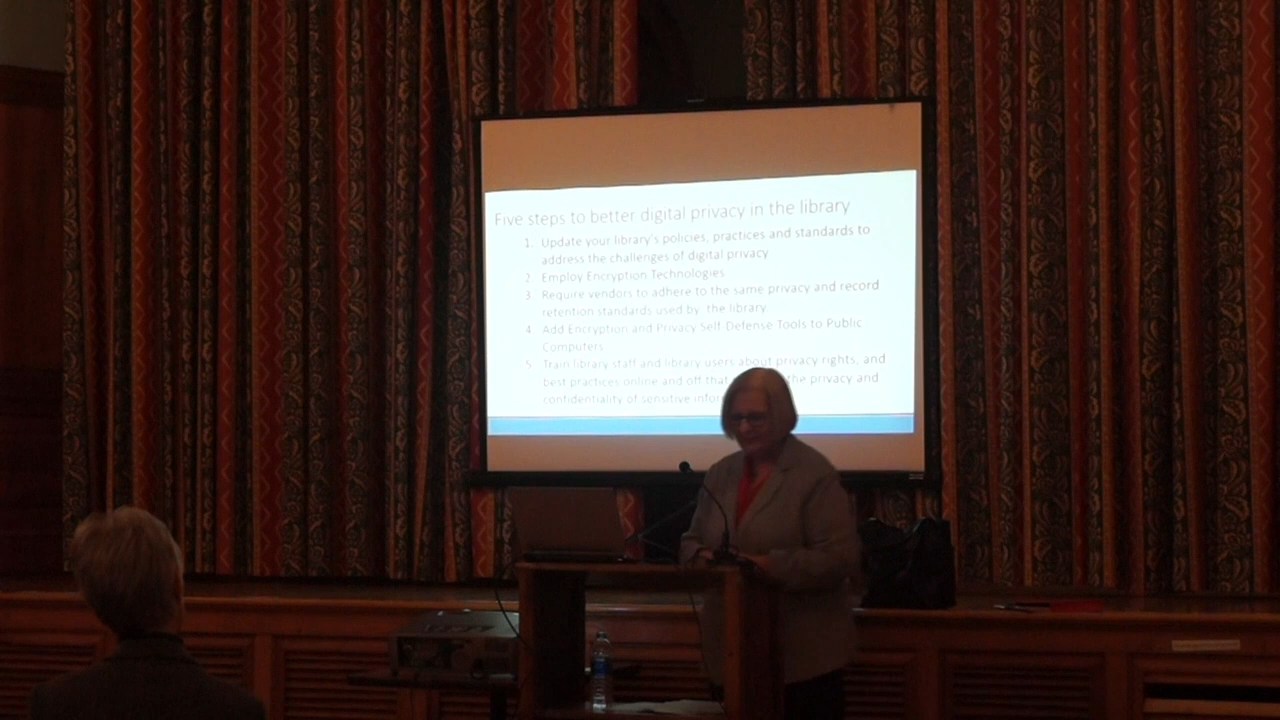 Five steps to better digital privacy in the library
1. Update your library's policies, practices and standards to
address the challenges of digital privacy
2. Employ Encryption Technologies
3. Require vendors to adhere to the same privacy and record
retention standards used by the library.
4. Add Encryption and Privacy Self-Defense Tools to Public
Computers
5. Train library staff and library users about privacy rights, and
best practices online and off that the privacy and
confidentiality of sensitive